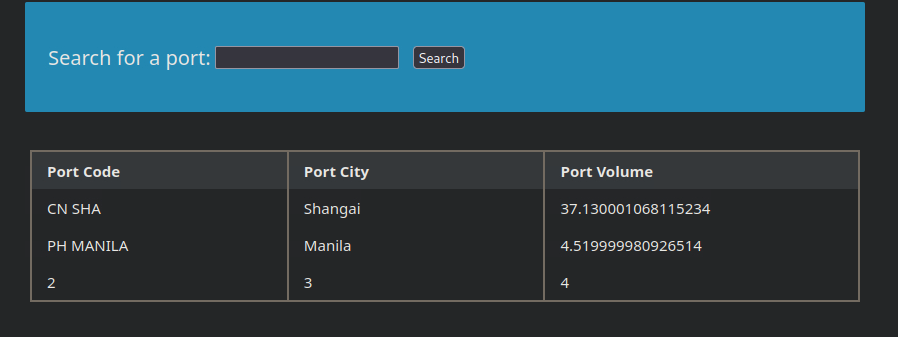 Search for a port: Search
Port Code Port City Port Volume
CN SHA Shangai 37.130001068115234
PH MANILA Manila 4.519999980926514
2 3 4